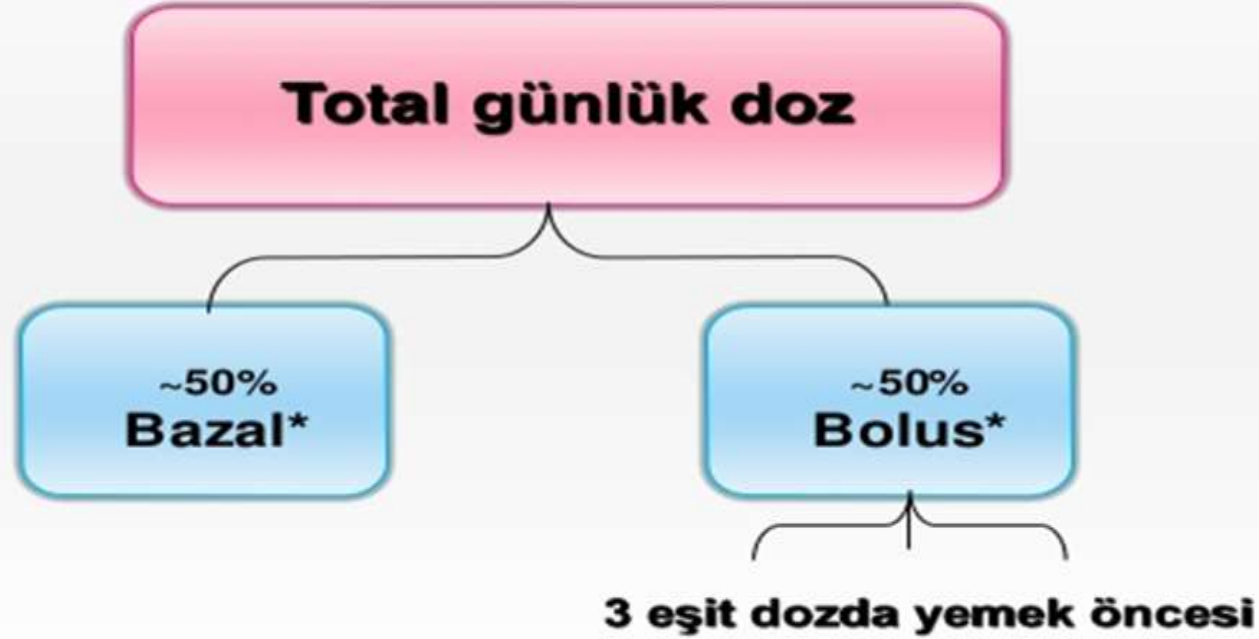 Total günlük doz
~50%
Bazal*
~50%
Bolus*
3 eşit dozda yemek öncesi